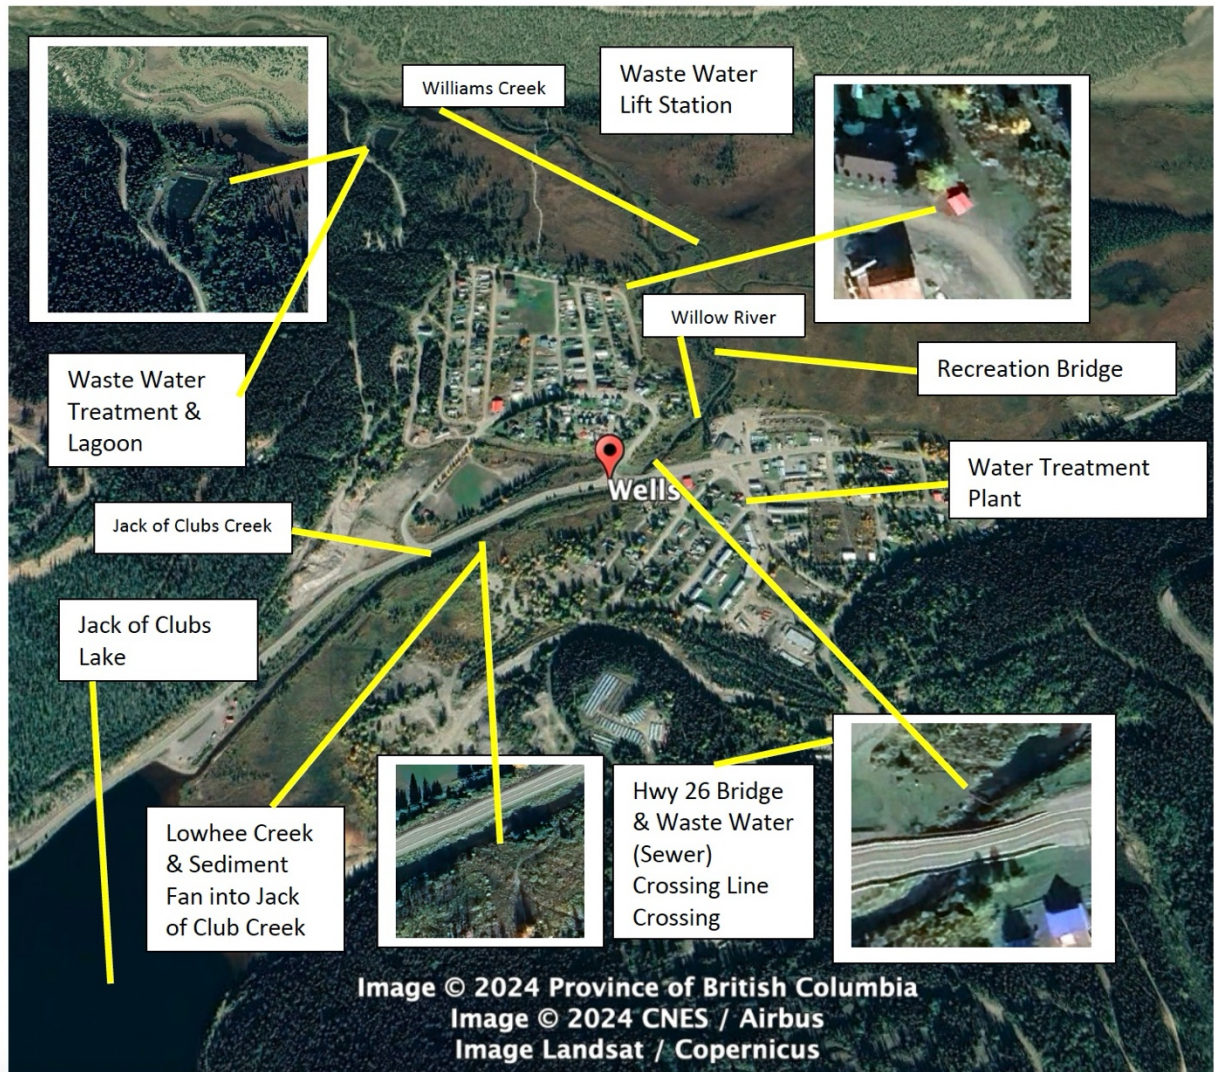 Williams Creek
Waste Water
Lift Station
Willow River
Recreation Bridge
Waste Water
Treatment &
Lagoon
Wells
Water Treatment
Plant
Jack of Clubs Creek
Jack of Clubs
Lake
Lowhee Creek
& Sediment
Fan into Jack
of Club Creek
Hwy 26 Bridge
& Waste Water
(Sewer)
Crossing Line
Crossing
Image © 2024 Province of British Columbia
Image © 2024 CNES / Airbus
Image Landsat / Copernicus